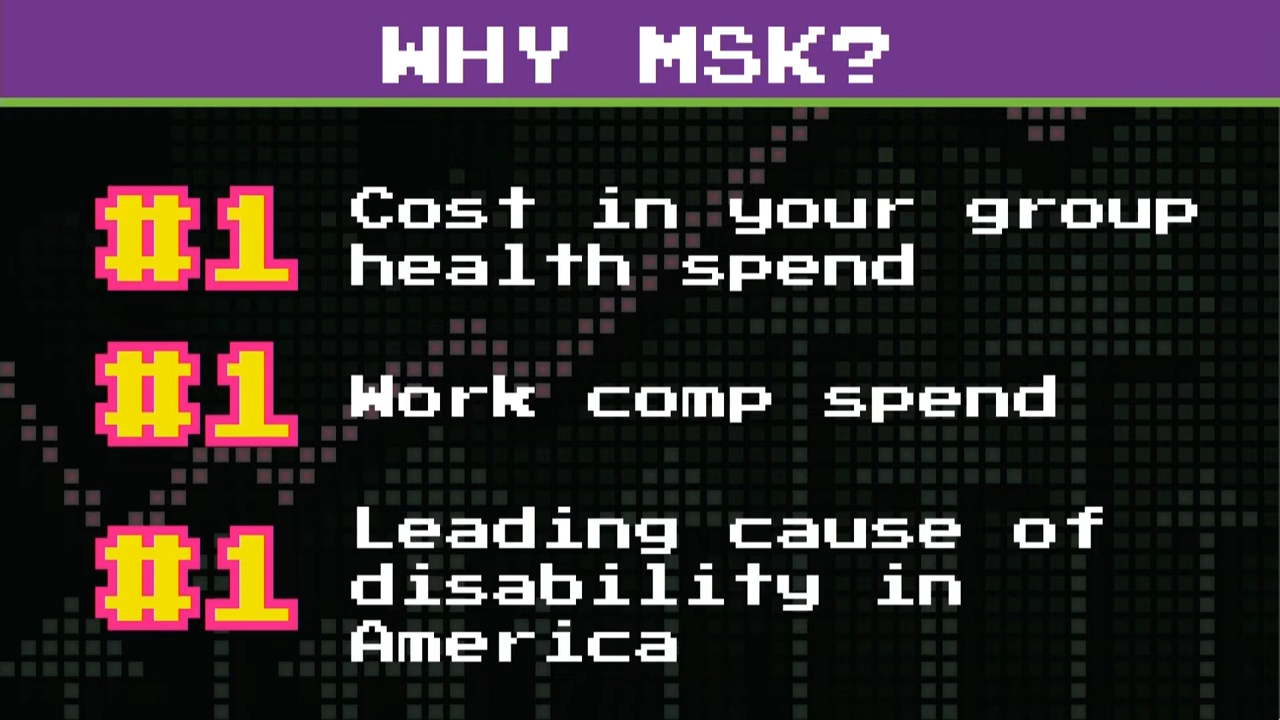 WHY MSK?
#1 Cost in your group
health spend
#1 Work comp spend
#1 Leading cause of
disability in
America